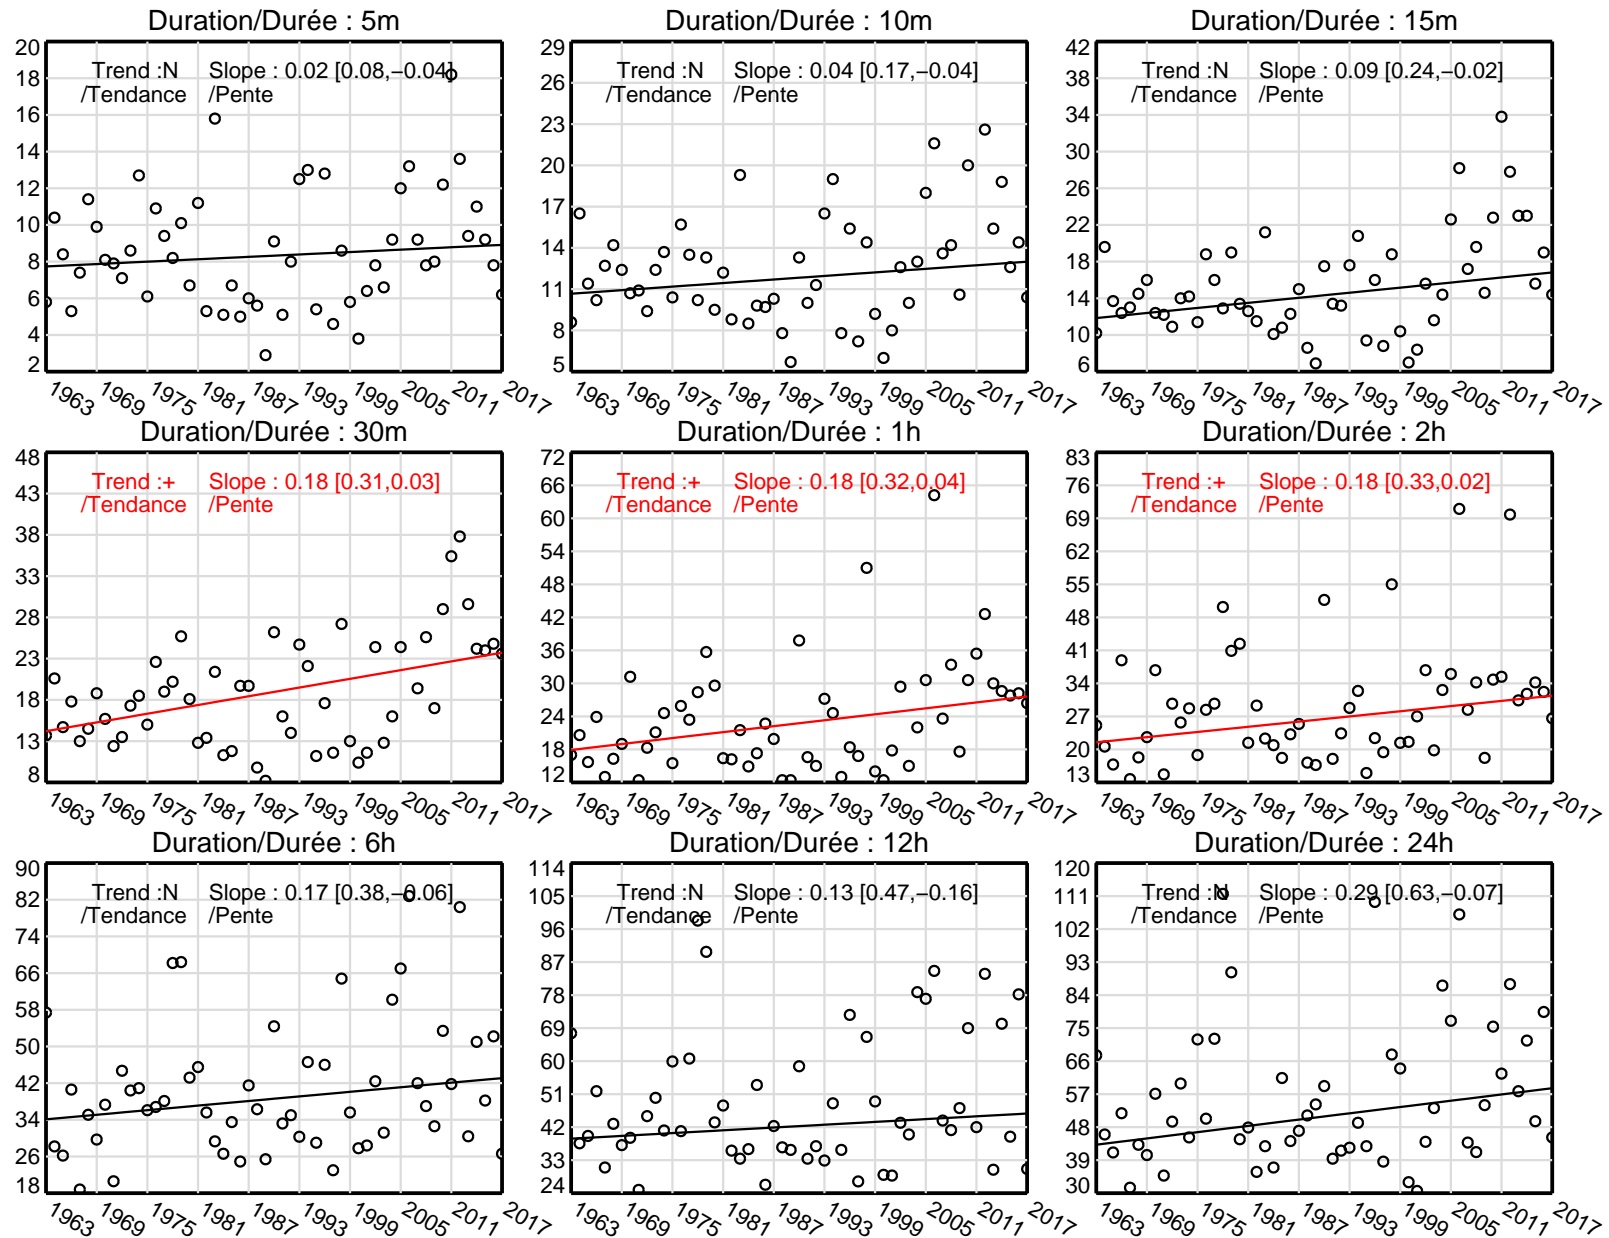 Duration/Durée : 5m
Trend :N Slope : 0.02 [0.08,−0.04]
/Tendance /Pente
20
18
16
14
12
10
8
6
4
2
1963 1969 1975 1981 1987 1993 1999 2005 2011 2017
Duration/Durée : 10m
Trend :N Slope : 0.04 [0.17,−0.04]
/Tendance /Pente
29
26
23
20
17
14
11
8
5
1963 1969 1975 1981 1987 1993 1999 2005 2011 2017
Duration/Durée : 15m
Trend :N Slope : 0.09 [0.24,−0.02]
/Tendance /Pente
42
38
34
30
26
22
18
14
10
6
1963 1969 1975 1981 1987 1993 1999 2005 2011 2017
Duration/Durée : 30m
Trend :+ Slope : 0.18 [0.31,0.03]
/Tendance /Pente
48
43
38
33
28
23
18
13
8
1963 1969 1975 1981 1987 1993 1999 2005 2011 2017
Duration/Durée : 1h
Trend :+ Slope : 0.18 [0.32,0.04]
/Tendance /Pente
72
66
60
54
48
42
36
30
24
18
12
1963 1969 1975 1981 1987 1993 1999 2005 2011 2017
Duration/Durée : 2h
Trend :+ Slope : 0.18 [0.33,0.02]
/Tendance /Pente
83
76
69
62
55
48
41
34
27
20
13
1963 1969 1975 1981 1987 1993 1999 2005 2011 2017
Duration/Durée : 6h
Trend :N Slope : 0.17 [0.38,−0.06]
/Tendance /Pente
90
82
74
66
58
50
42
34
26
18
1963 1969 1975 1981 1987 1993 1999 2005 2011 2017
Duration/Durée : 12h
Trend :N Slope : 0.13 [0.47,−0.16]
/Tendance /Pente
114
105
96
87
78
69
60
51
42
33
24
1963 1969 1975 1981 1987 1993 1999 2005 2011 2017
Duration/Durée : 24h
Trend :N Slope : 0.29 [0.63,−0.07]
/Tendance /Pente
120
111
102
93
84
75
66
57
48
39
30
1963 1969 1975 1981 1987 1993 1999 2005 2011 2017